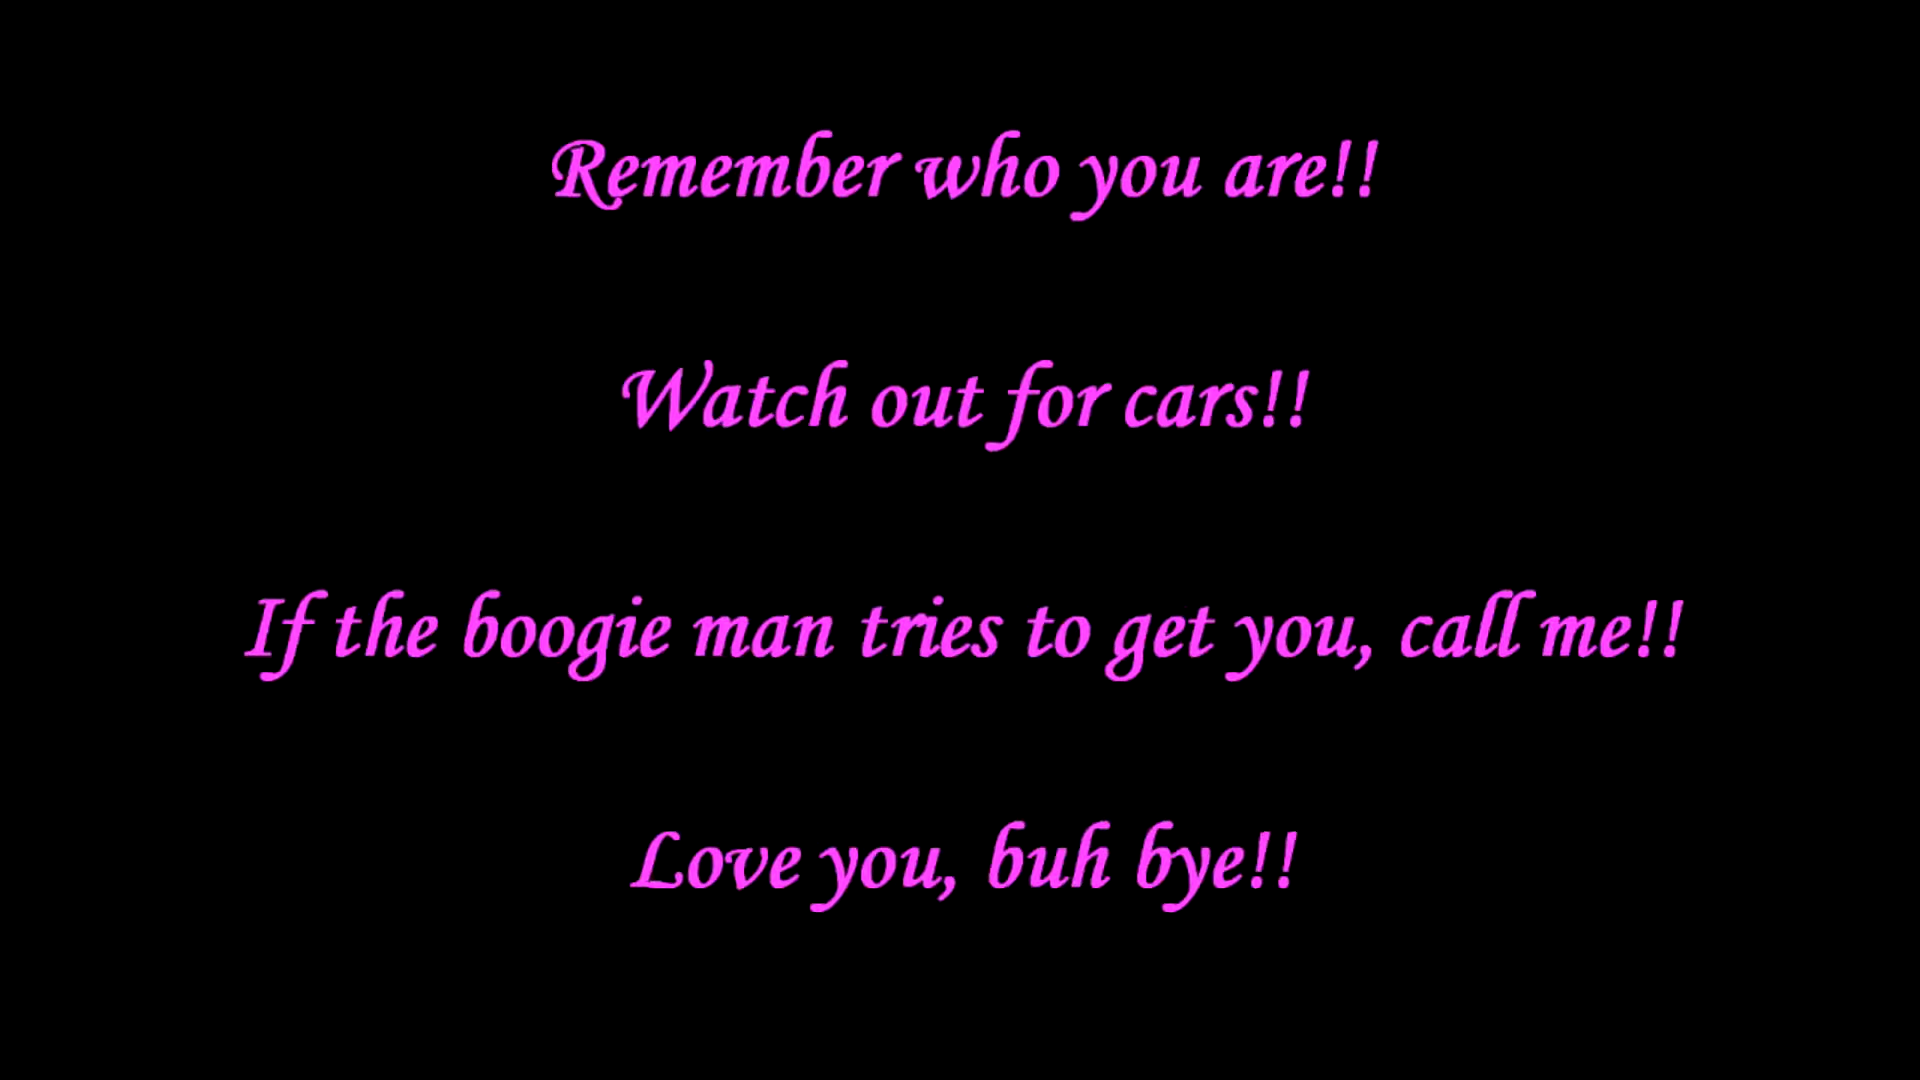 Remember who you are!!
Watch out for cars!!
If the boogie man tries to get you, call me!!
Love you, buh bye!!